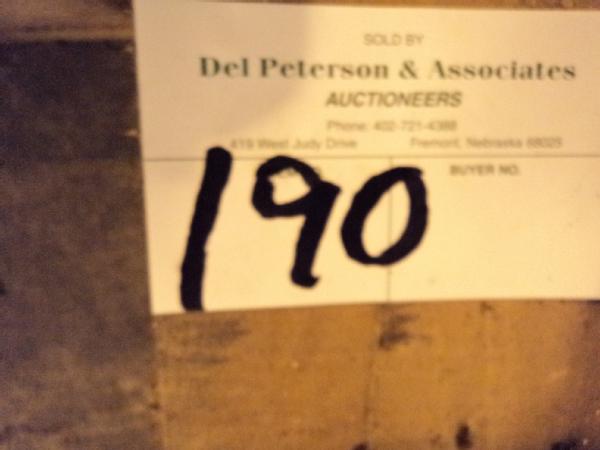 SOLD BY
Del Peterson & Associates
AUCTIONEERS
Phone: 402-721-4388
419 West Judy Drive Fremont, Nebraska 68025
BUYER NO.
190